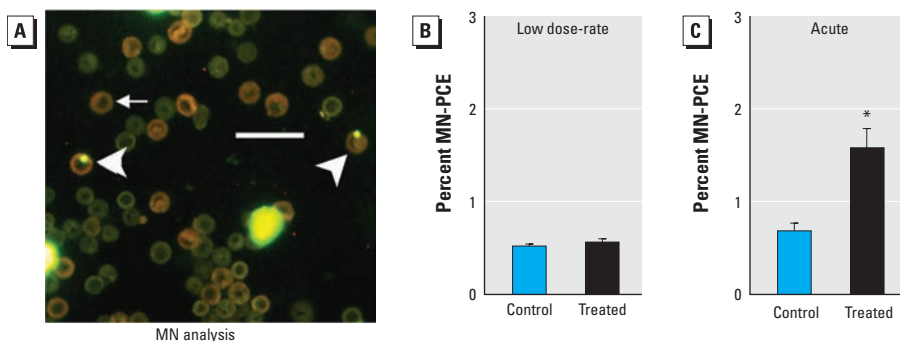 A
MN analysis
B
Low dose-rate
Percent MN-PCE
3
2
1
0
Control Treated
C
Acute
Percent MN-PCE
3
2
1
0
*
Control Treated